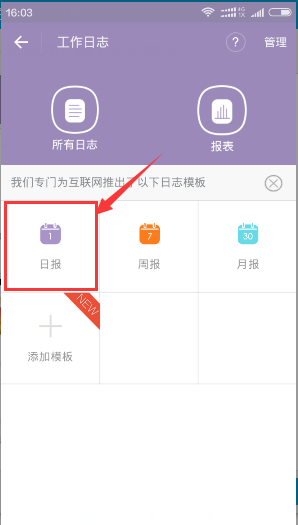 16:03
4G
1X
工作日志
?
管理
所有日志
报表
我们专门为互联网推出了以下日志模板
1
7
30
日报
周报
月报
NEW
添加模板